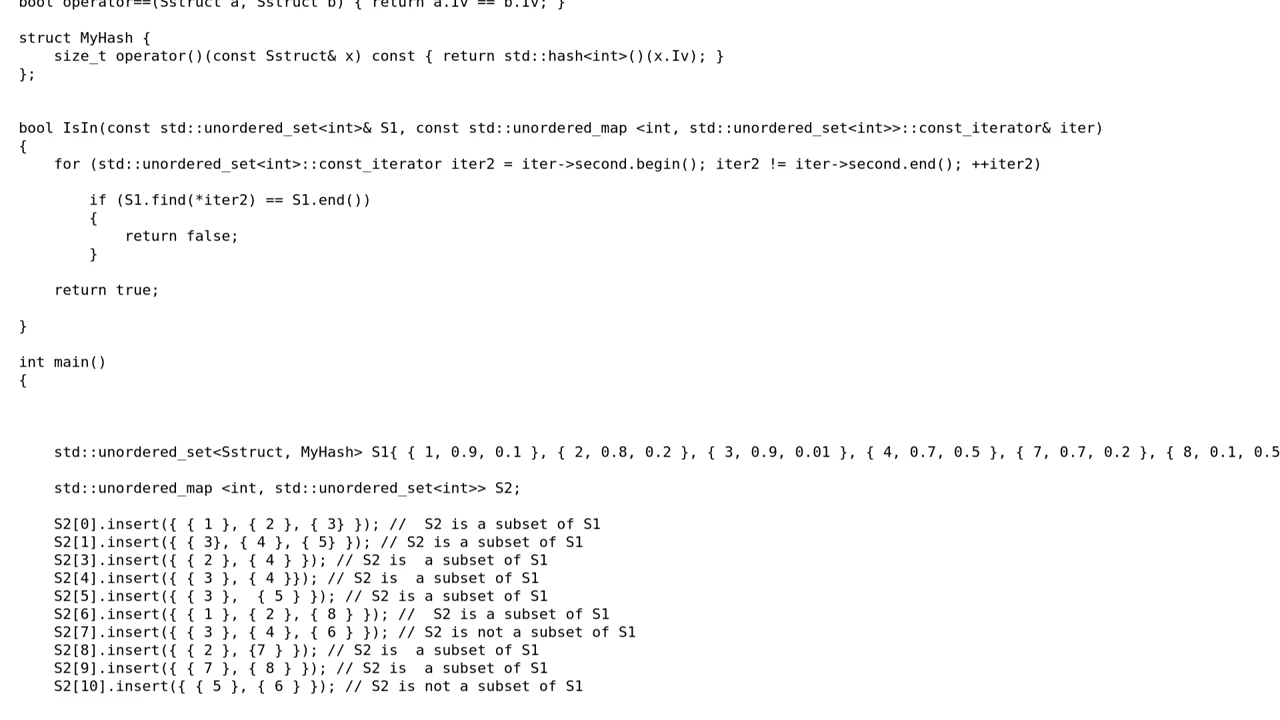 bool operator==(Sstruct a, Sstruct b) { return a.Iv == b.Iv; }
struct MyHash {
    size_t operator()(const Sstruct& x) const { return std::hash<int>()(x.Iv); }
};
bool IsIn(const std::unordered_set<int>& S1, const std::unordered_map <int, std::unordered_set<int>>::const_iterator& iter)
{
    for (std::unordered_set<int>::const_iterator iter2 = iter->second.begin(); iter2 != iter->second.end(); ++iter2)
        if (S1.find(*iter2) == S1.end())
        {
            return false;
        }
    return true;
}
int main()
{
    std::unordered_set<Sstruct, MyHash> S1{ { 1, 0.9, 0.1 }, { 2, 0.8, 0.2 }, { 3, 0.9, 0.01 }, { 4, 0.7, 0.5 }, { 7, 0.7, 0.2 }, { 8, 0.1, 0.5
    std::unordered_map <int, std::unordered_set<int>> S2;
    S2[0].insert({ { 1 }, { 2 }, { 3} }); //  S2 is a subset of S1
    S2[1].insert({ { 3}, { 4 }, { 5} }); // S2 is a subset of S1
    S2[3].insert({ { 2 }, { 4 } }); // S2 is  a subset of S1
    S2[4].insert({ { 3 }, { 4 }}); // S2 is  a subset of S1
    S2[5].insert({ { 3 },  { 5 } }); // S2 is a subset of S1
    S2[6].insert({ { 1 }, { 2 }, { 8 } }); //  S2 is a subset of S1
    S2[7].insert({ { 3 }, { 4 }, { 6 } }); // S2 is not a subset of S1
    S2[8].insert({ { 2 }, {7 } }); // S2 is  a subset of S1
    S2[9].insert({ { 7 }, { 8 } }); // S2 is  a subset of S1
    S2[10].insert({ { 5 }, { 6 } }); // S2 is not a subset of S1